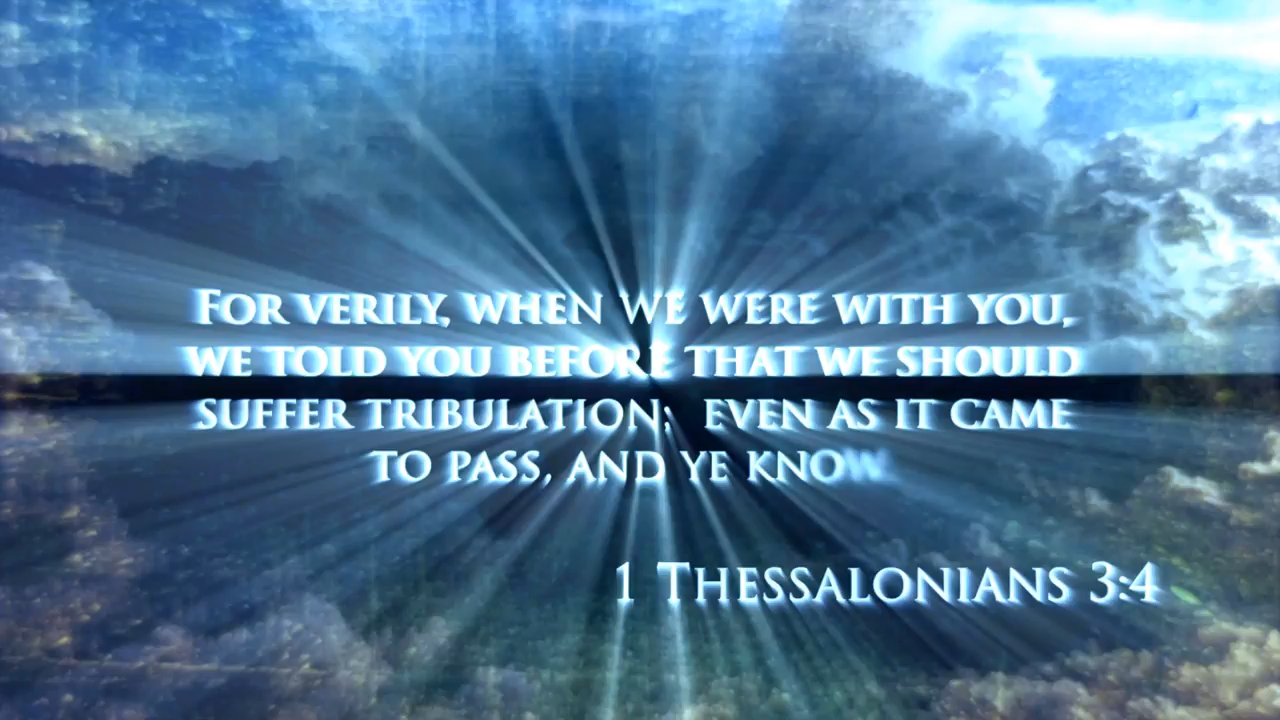 FOR VERILY, WHEN WE WERE WITH YOU,
WE TOLD YOU BEFORE THAT WE SHOULD
SUFFER TRIBULATION; EVEN AS IT CAME
TO PASS, AND YE KNOW
1 THESSALONIANS 3:4